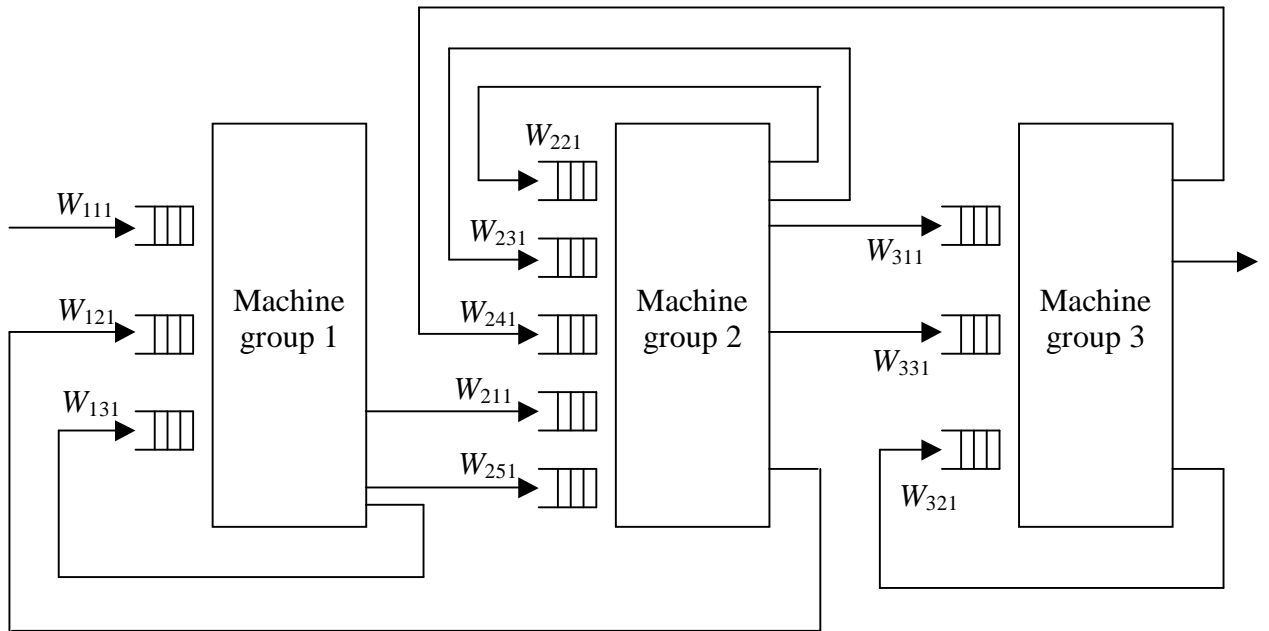 W221
W111
W231
W311
Machine
group 1
Machine
group 2
Machine
group 3
W121
W241
W331
W131
W211
W251
W321